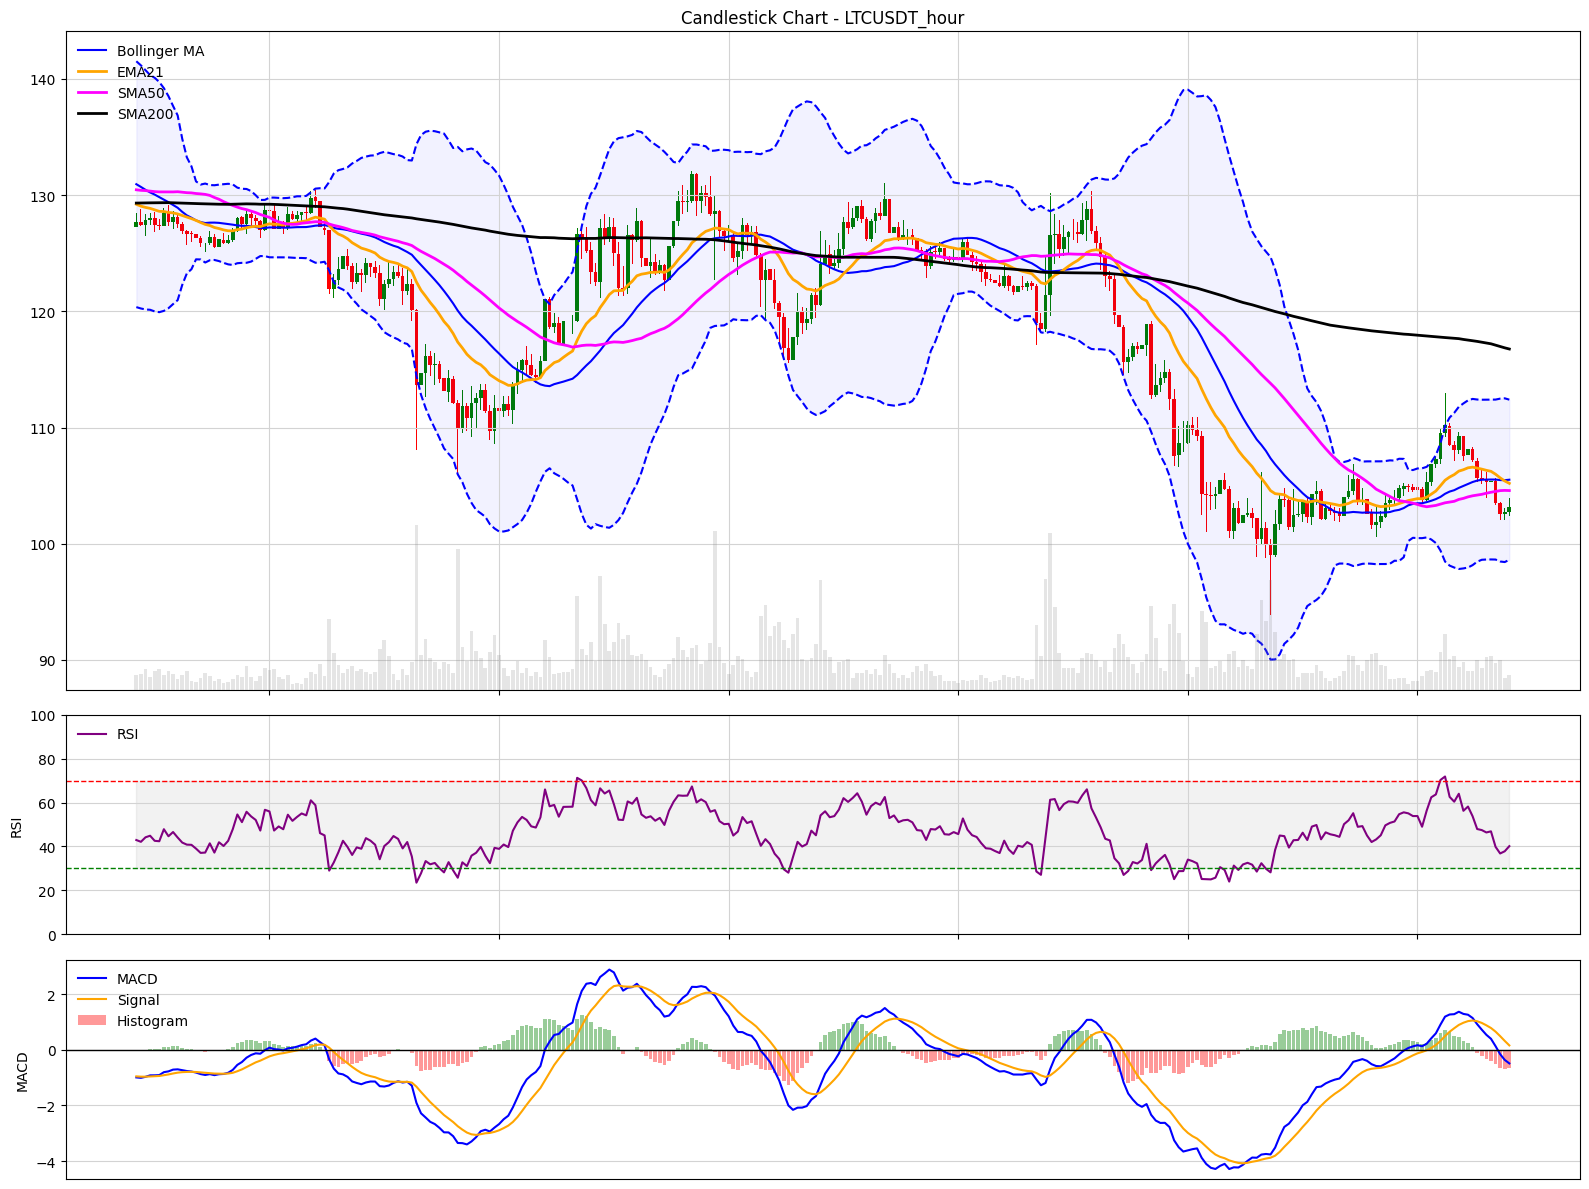 Candlestick Chart - LTCUSDT_hour
Bollinger MA
EMA21
SMA50
SMA200
140
130
120
110
100
90
RSI
100
80
60
40
20
0
RSI
MACD
Signal
Histogram
2
0
−2
−4
MACD